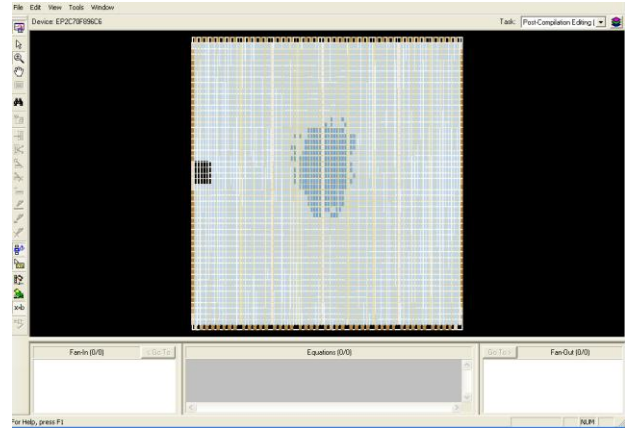 File Edit View Tools Window
Device: EP2C70F896C6
Task: Post-Compilation Editing (
Fan-In (0/0)
< Go To
Equations (0/0)
Go To >
Fan-Out (0/0)
For Help, press F1
NUM